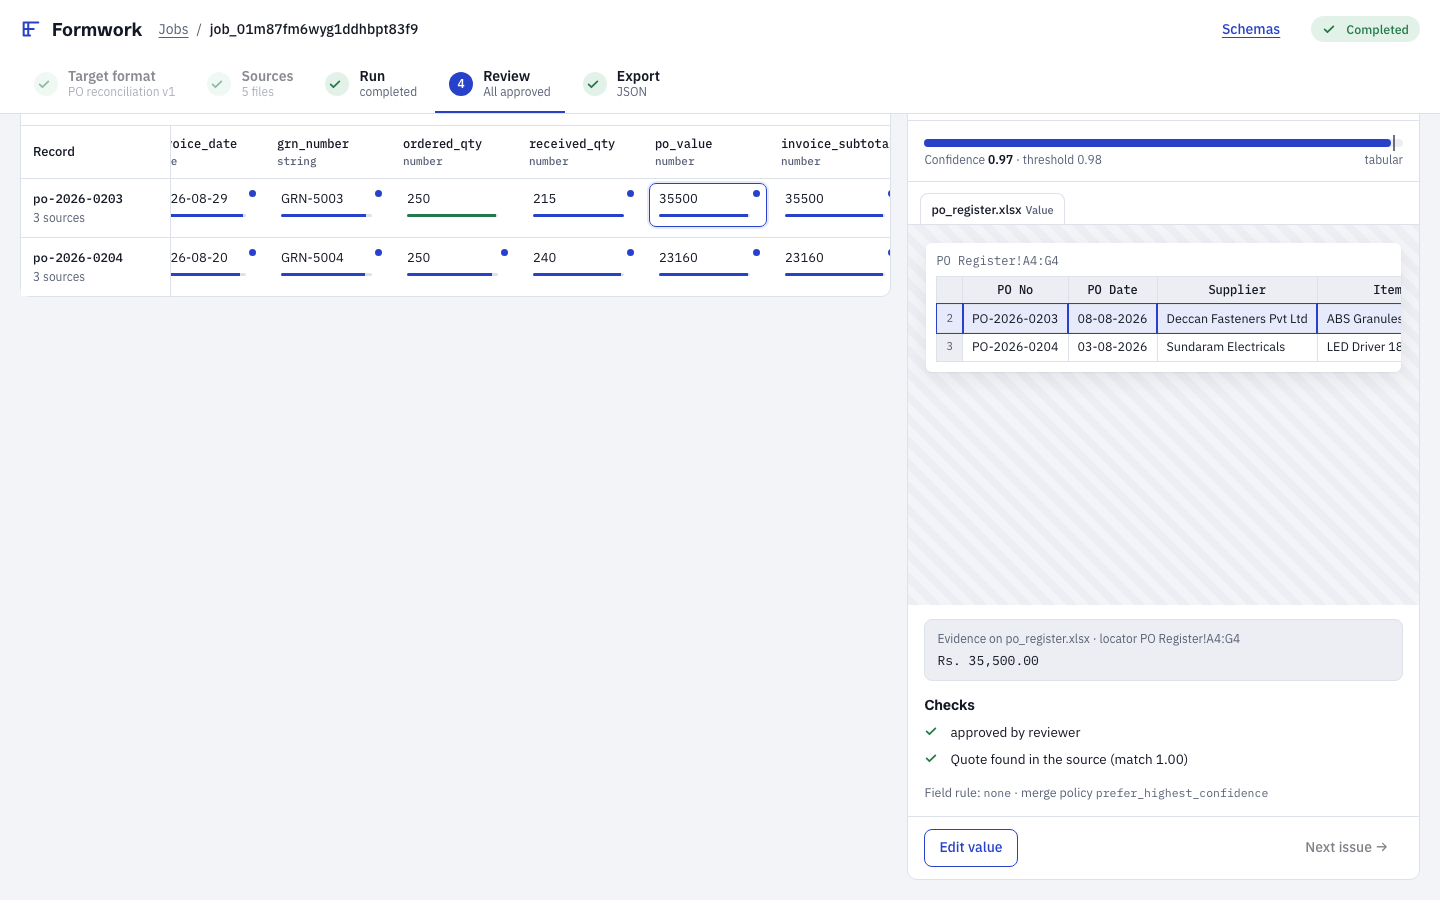 Formwork Jobs / job_01m87fm6wyg1ddhbpt83f9 Schemas Completed
Target format Sources Run 4 Review Export
PO reconciliation v1 5 files completed All approved JSON
Record voice_date grn_number ordered_qty received_qty po_value invoice_subtota
e string number number number number
po-2026-0203 26-08-29 GRN-5003 250 215 35500 35500
3 sources
po-2026-0204 26-08-20 GRN-5004 250 240 23160 23160
3 sources
Confidence 0.97 · threshold 0.98 tabular
po_register.xlsx Value
PO Register!A4:G4
PO No PO Date Supplier Item
2 PO-2026-0203 08-08-2026 Deccan Fasteners Pvt Ltd ABS Granules
3 PO-2026-0204 03-08-2026 Sundaram Electricals LED Driver 18
Evidence on po_register.xlsx · locator PO Register!A4:G4
Rs. 35,500.00
Checks
approved by reviewer
Quote found in the source (match 1.00)
Field rule: none · merge policy prefer_highest_confidence
Edit value Next issue →